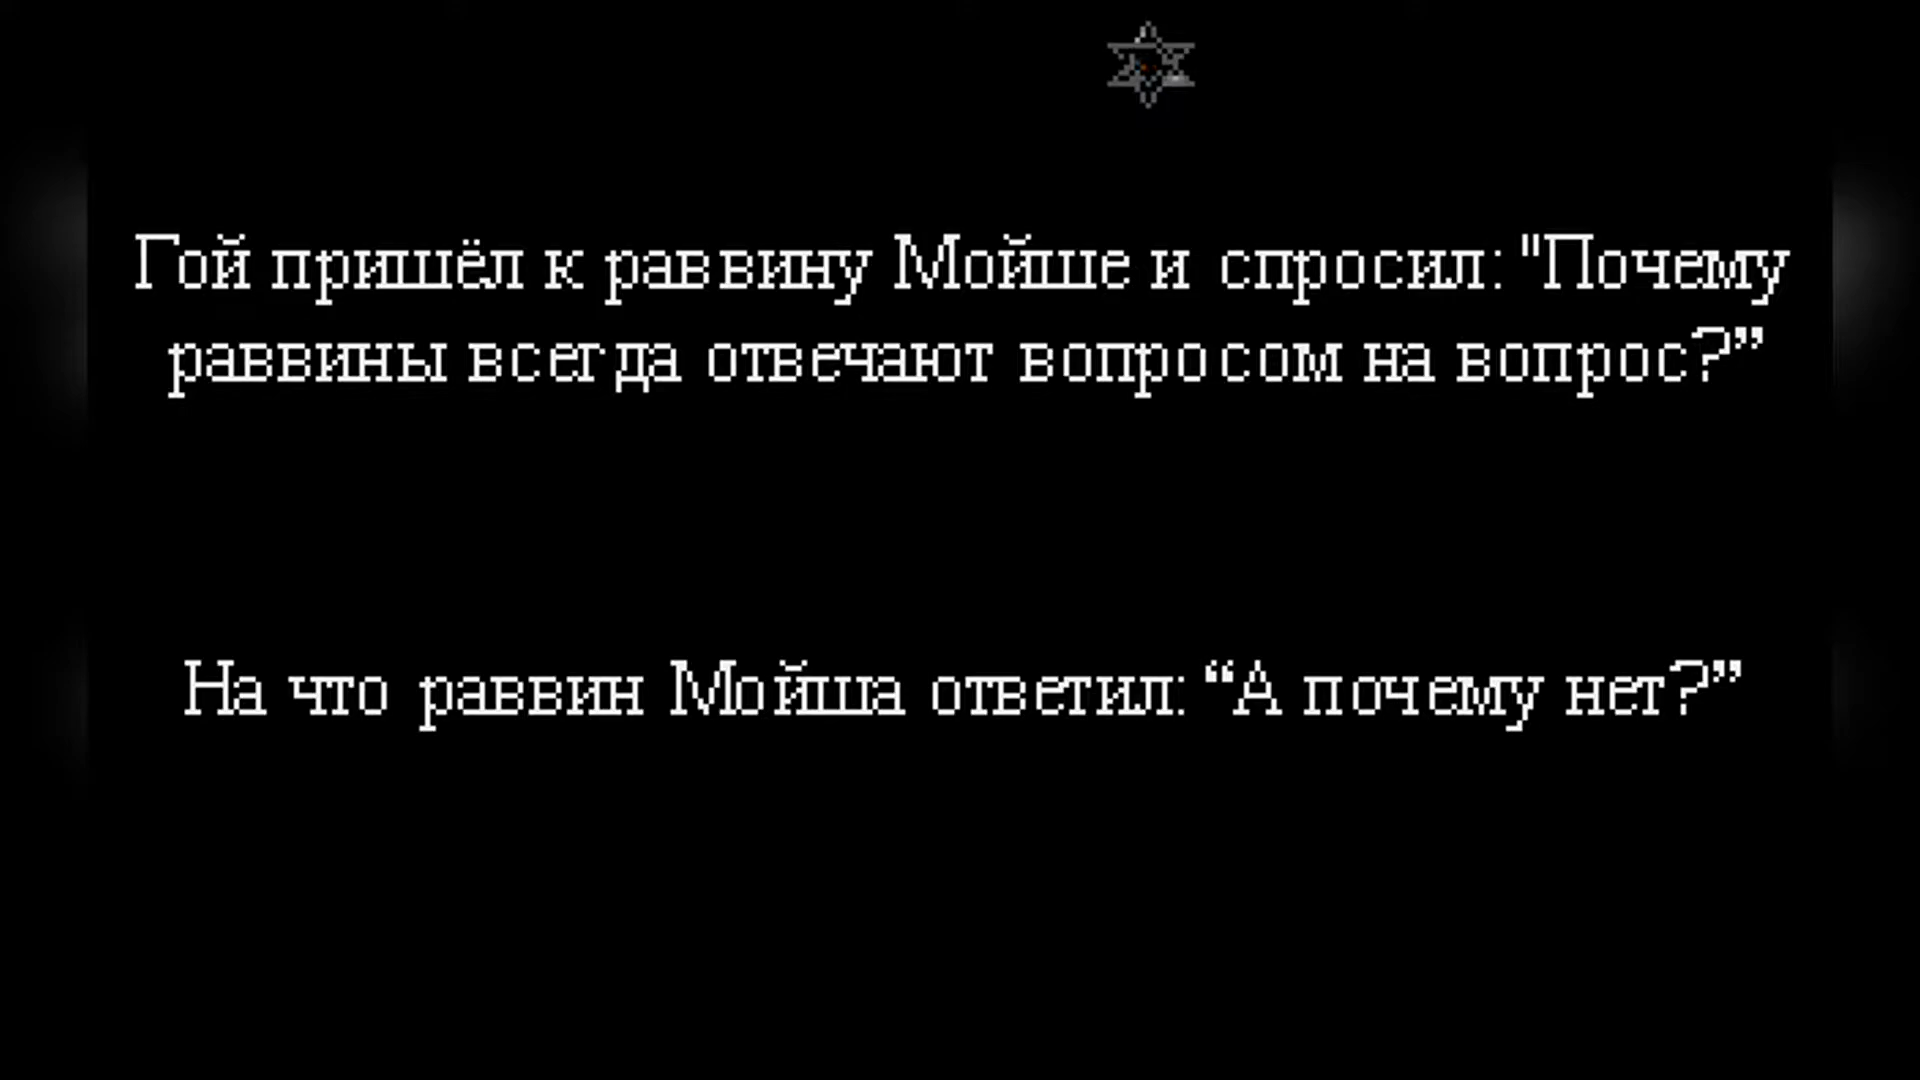 Гой пришёл к раввину Мойше и спросил: "Почему
раввины всегда отвечают вопросом на вопрос?”
На что раввин Мойша ответил: “А почему нет?”